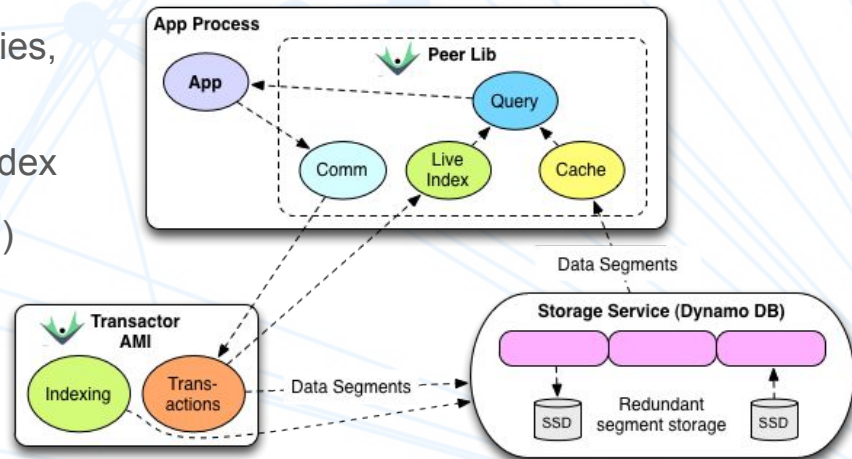 ies,
dex
)
App Process
Peer Lib
App
Query
Comm
Live
Index
Cache
Data Segments
Transactor
AMI
Indexing
Trans-
actions
Data Segments
Storage Service (Dynamo DB)
SSD
Redundant
segment storage
SSD